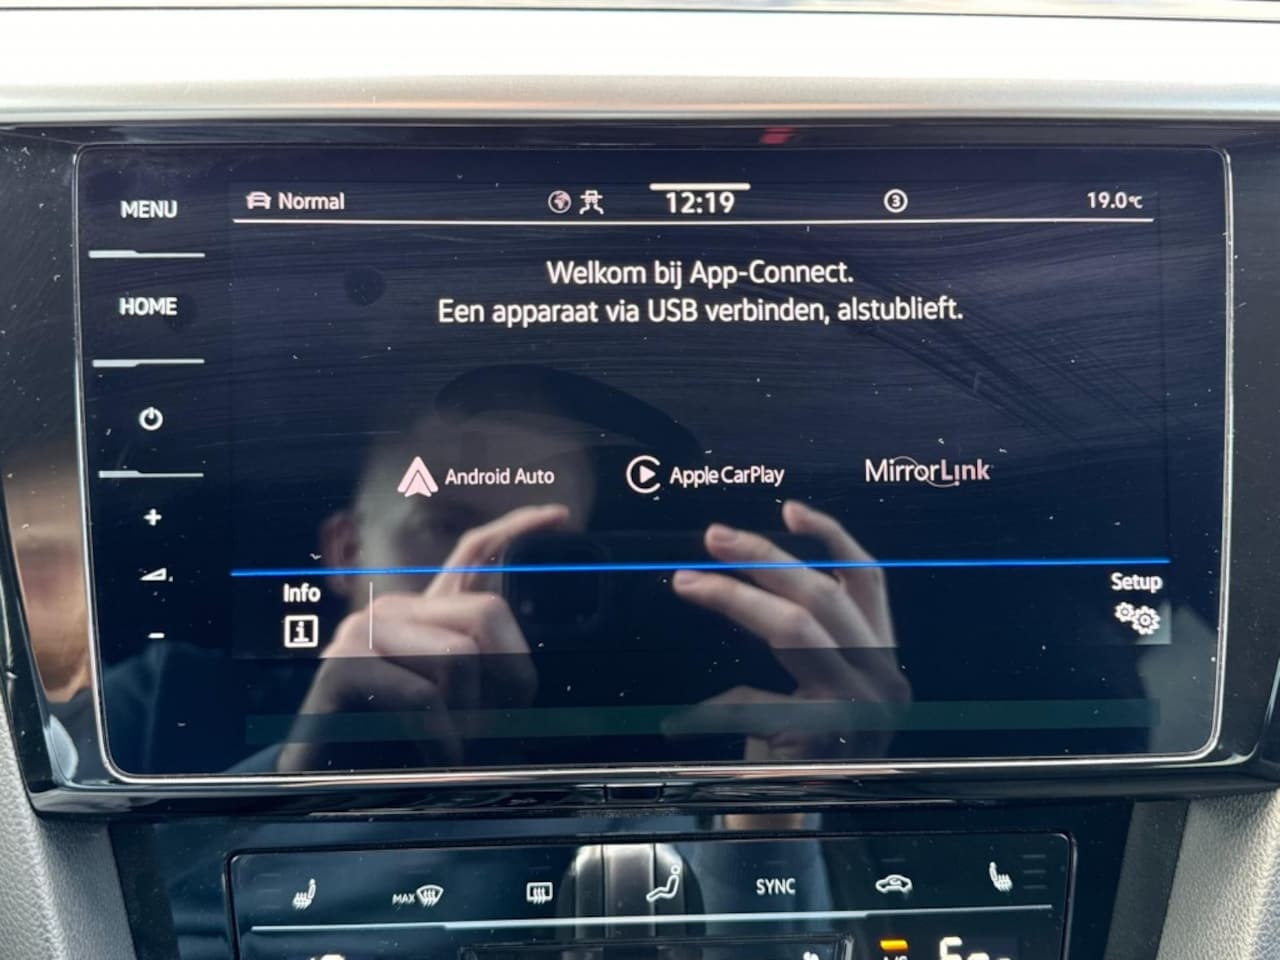 MENU
HOME
Normal
12:19
3
19.0°C
Welkom bij App-Connect.
Een apparaat via USB verbinden, alstublieft.
Android Auto
Apple CarPlay
MirrorLink
Info
i
Setup
MAX
SYNC